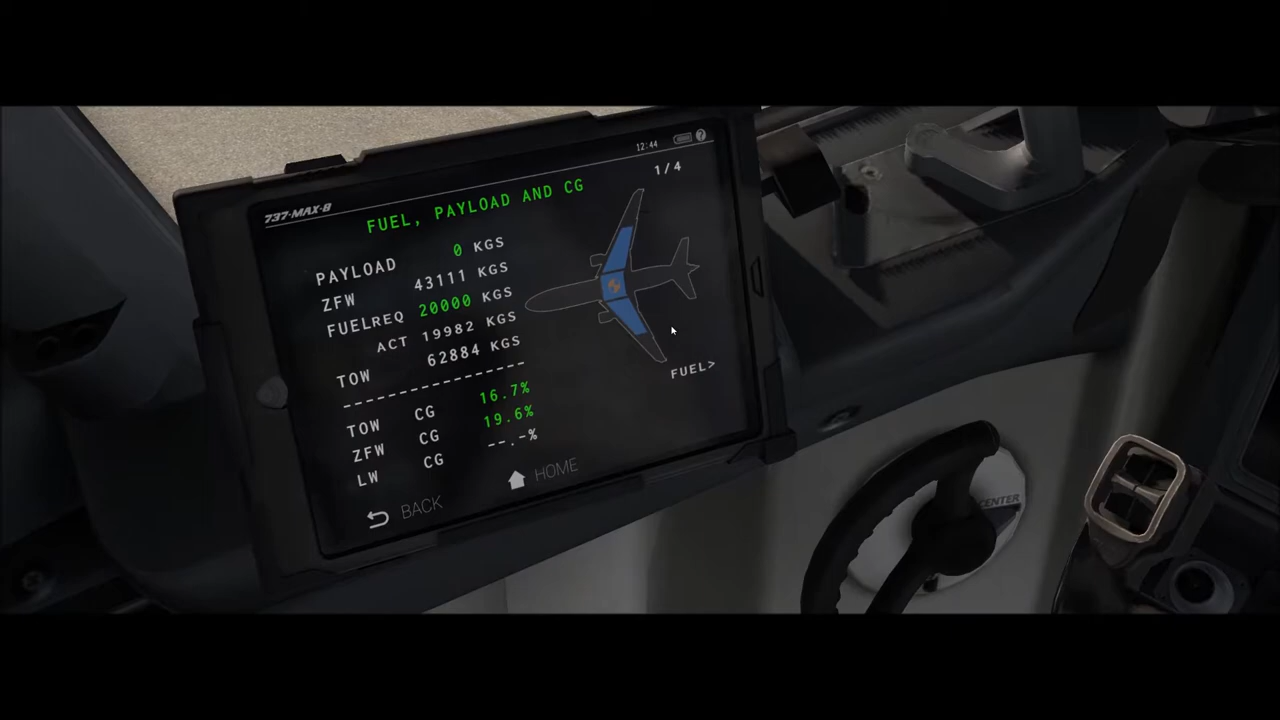 12:44 ?
737-MAX-8
1/4
FUEL, PAYLOAD AND CG
PAYLOAD 0 KGS
ZFW 43111 KGS
FUELREQ 20000 KGS
ACT 19982 KGS
TOW 62884 KGS
------------------
FUEL>
TOW CG 16.7%
ZFW CG 19.6%
LW CG --.-%
BACK HOME
CENTER